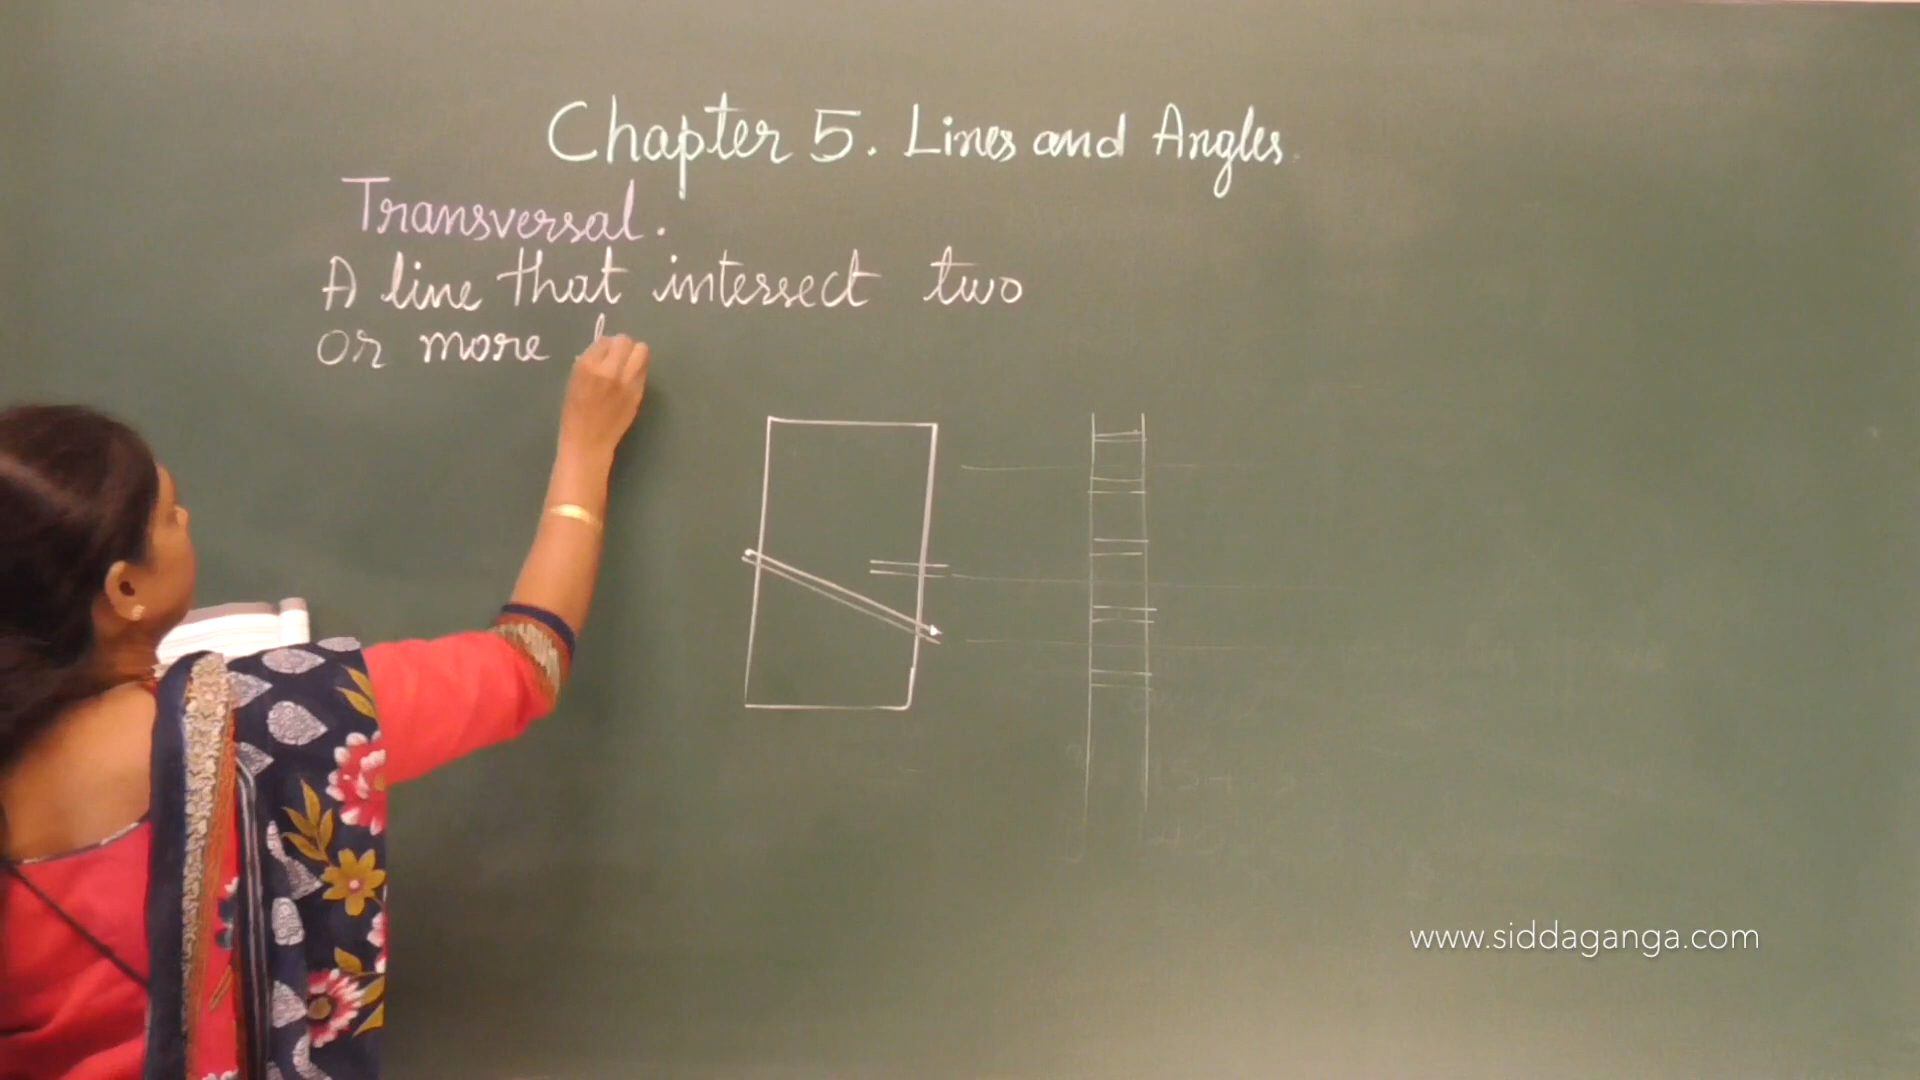 Chapter 5. Lines and Angles.
Transversal.
A line that intersect two
or more
www.siddaganga.com